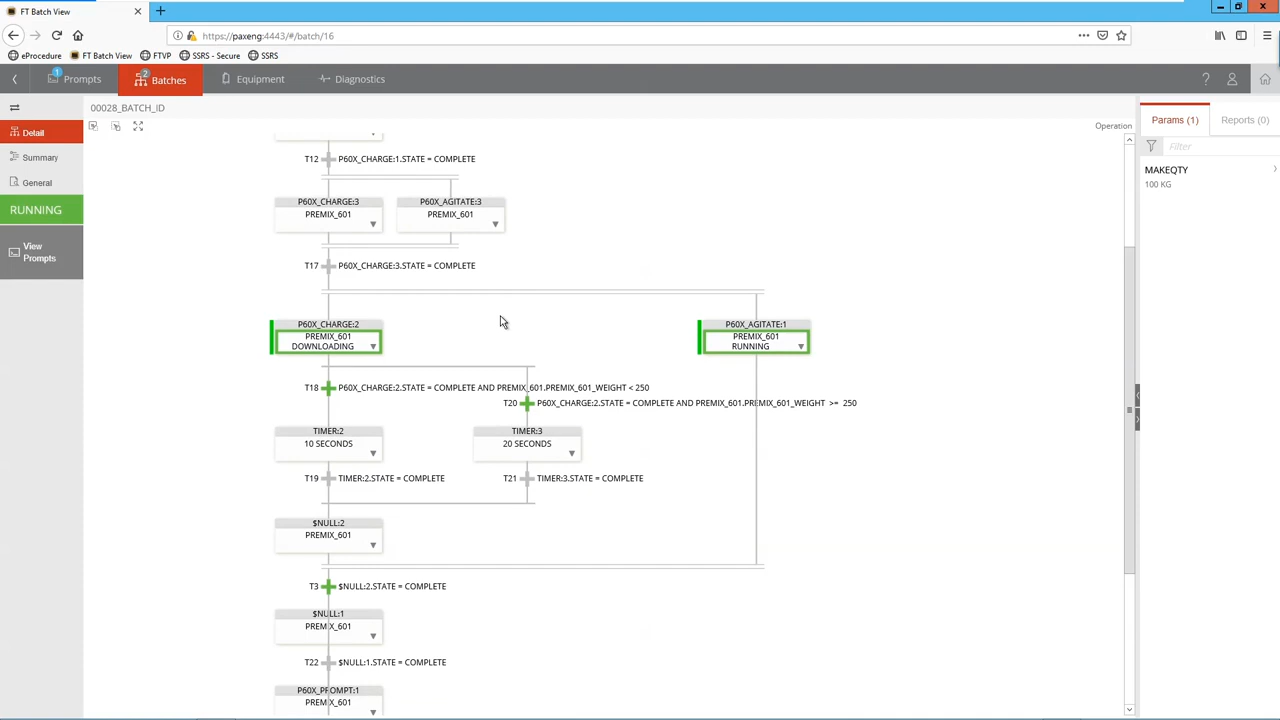 FT Batch View
https://paxeng:4443/#/batch/16
eProcedure FT Batch View FTVP SSRS - Secure SSRS
1
Prompts
2
Batches
Equipment
Diagnostics
00028_BATCH_ID
Detail
Summary
General
RUNNING
View
Prompts
Operation
T12 P60X_CHARGE:1.STATE = COMPLETE
P60X_CHARGE:3 P60X_AGITATE:3
PREMIX_601 PREMIX_601
T17 P60X_CHARGE:3.STATE = COMPLETE
P60X_CHARGE:2 P60X_AGITATE:1
PREMIX_601 PREMIX_601
DOWNLOADING RUNNING
T18 P60X_CHARGE:2.STATE = COMPLETE AND PREMIX_601.PREMIX_601_WEIGHT < 250
T20 P60X_CHARGE:2.STATE = COMPLETE AND PREMIX_601.PREMIX_601_WEIGHT >= 250
TIMER:2 TIMER:3
10 SECONDS 20 SECONDS
T19 TIMER:2.STATE = COMPLETE T21 TIMER:3.STATE = COMPLETE
$NULL:2
PREMIX_601
T3 $NULL:2.STATE = COMPLETE
$NULL:1
PREMIX_601
T22 $NULL:1.STATE = COMPLETE
P60X_PROMPT:1
PREMIX_601
Params (1) Reports (0)
Filter
MAKEQTY
100 KG